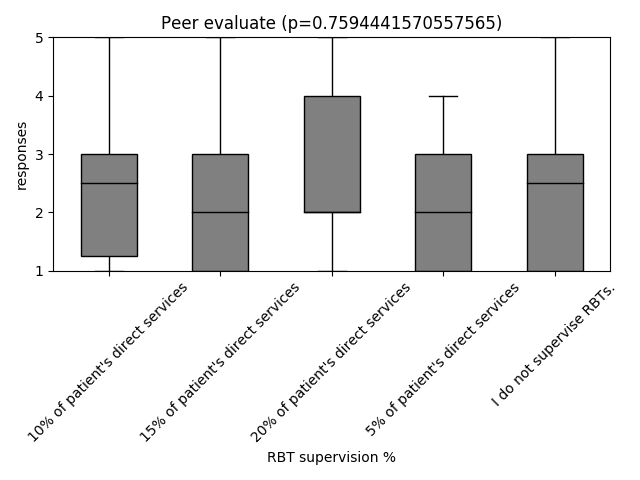 Peer evaluate (p=0.7594441570557565)
responses
5
4
3
2
1
10% of patient's direct services
15% of patient's direct services
20% of patient's direct services
5% of patient's direct services
I do not supervise RBTs.
RBT supervision %